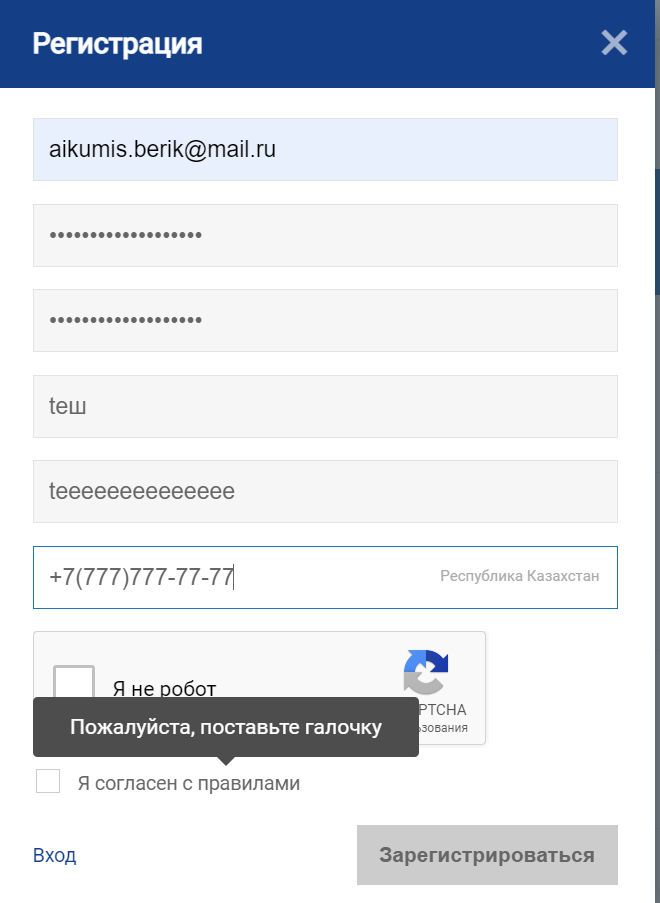 Регистрация
aikumis.berik@mail.ru
•••••••••••••••••••
•••••••••••••••••••
teш
teeeeeeeeeeeeee
+7(777)777-77-77
Республика Казахстан
Я не робот
Пожалуйста, поставьте галочку
Я согласен с правилами
Вход
Зарегистрироваться